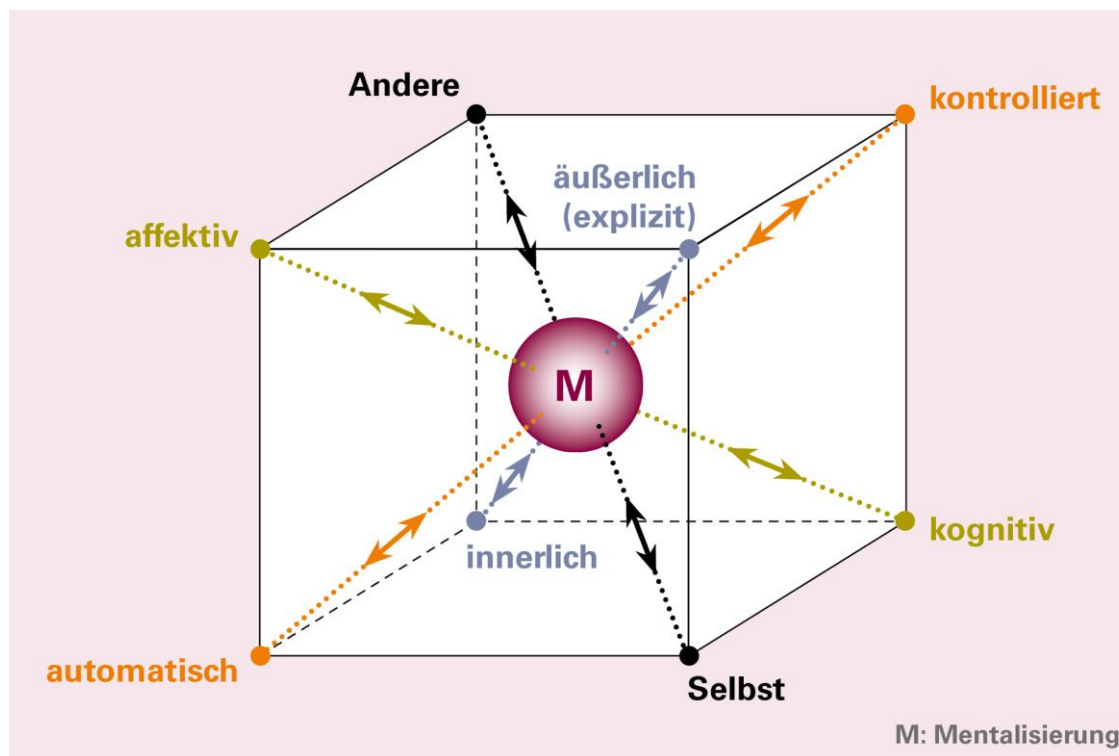 Andere
kontrolliert
äußerlich
(explizit)
affektiv
M
kognitiv
innerlich
automatisch
Selbst
M: Mentalisierung